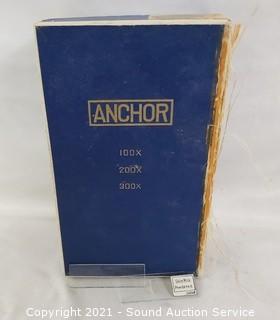 ANCHOR
100X
200X
300X
Copyright © 2021 - Sound Auction Service